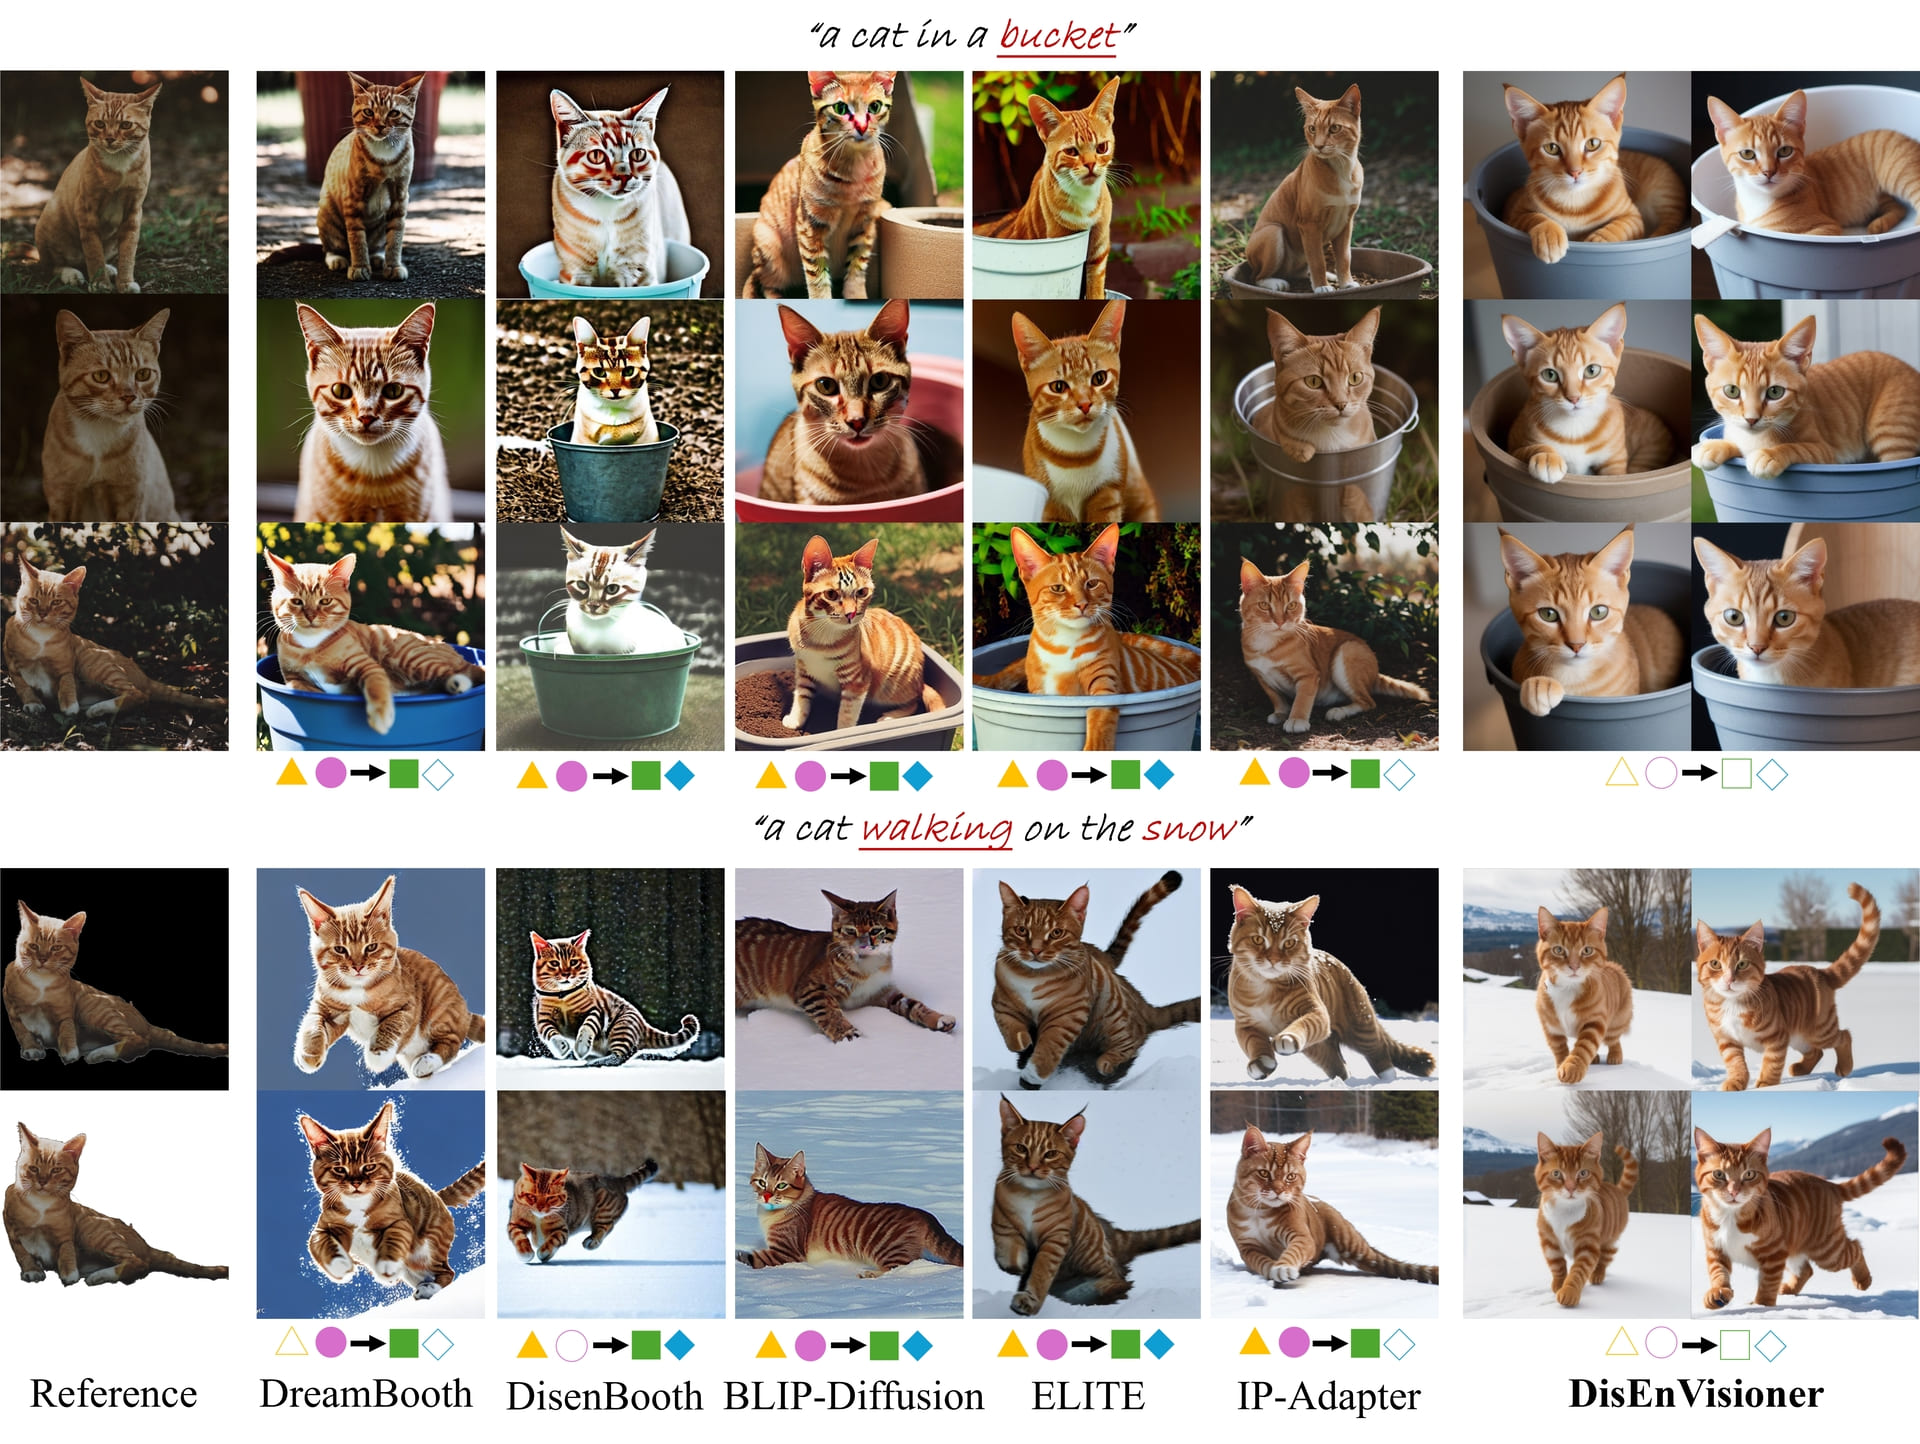 “a cat in a bucket”
“a cat walking on the snow”
Reference DreamBooth DisenBooth BLIP-Diffusion ELITE IP-Adapter DisEnVisioner